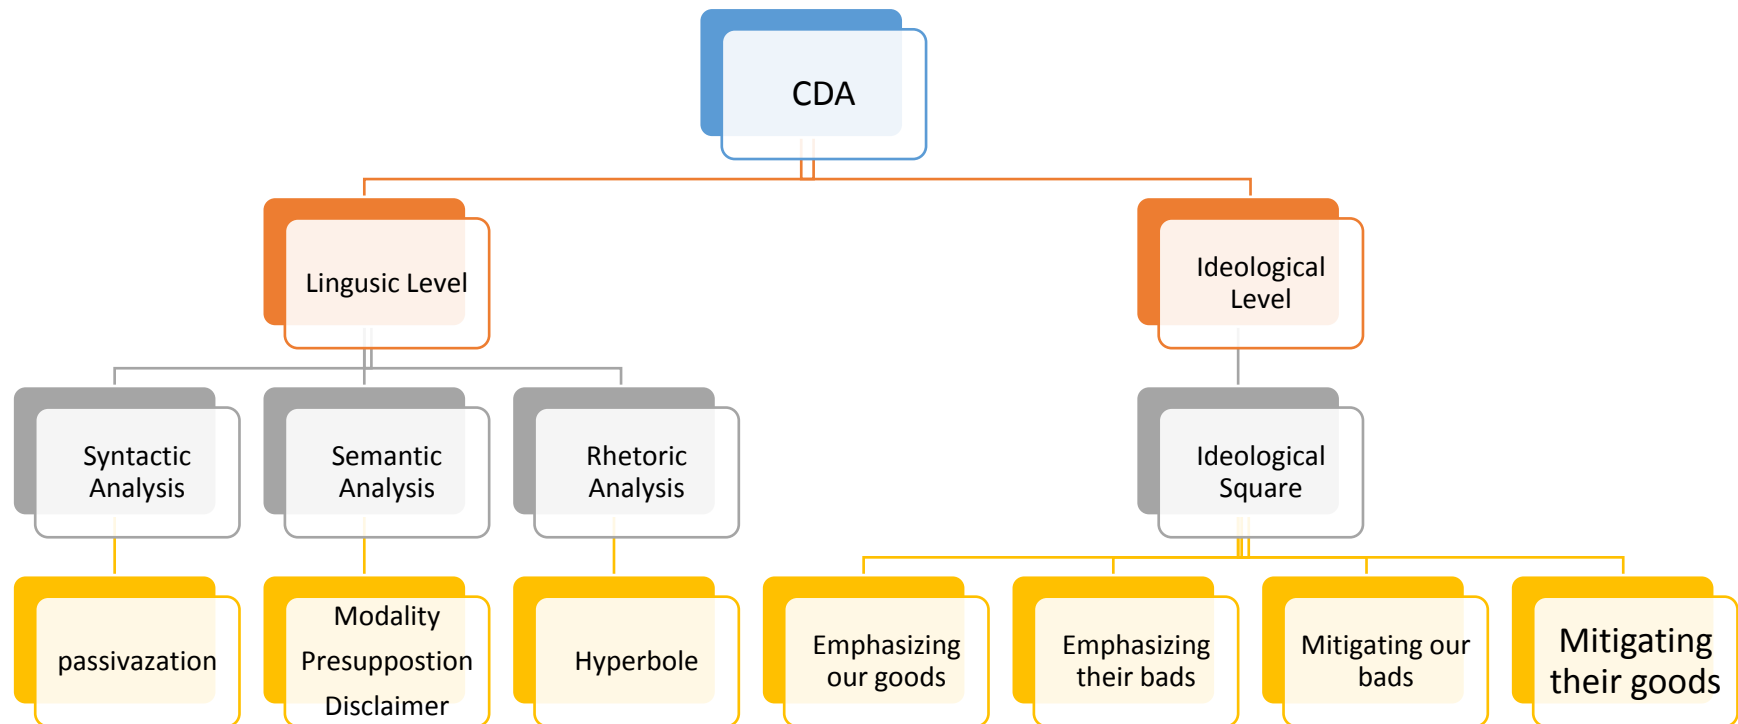 CDA
Lingusic Level
Ideological
Level
Syntactic
Analysis
Semantic
Analysis
Rhetoric
Analysis
Ideological
Square
passivazation
Modality
Presuppostion
Disclaimer
Hyperbole
Emphasizing
our goods
Emphasizing
their bads
Mitigating our
bads
Mitigating
their goods